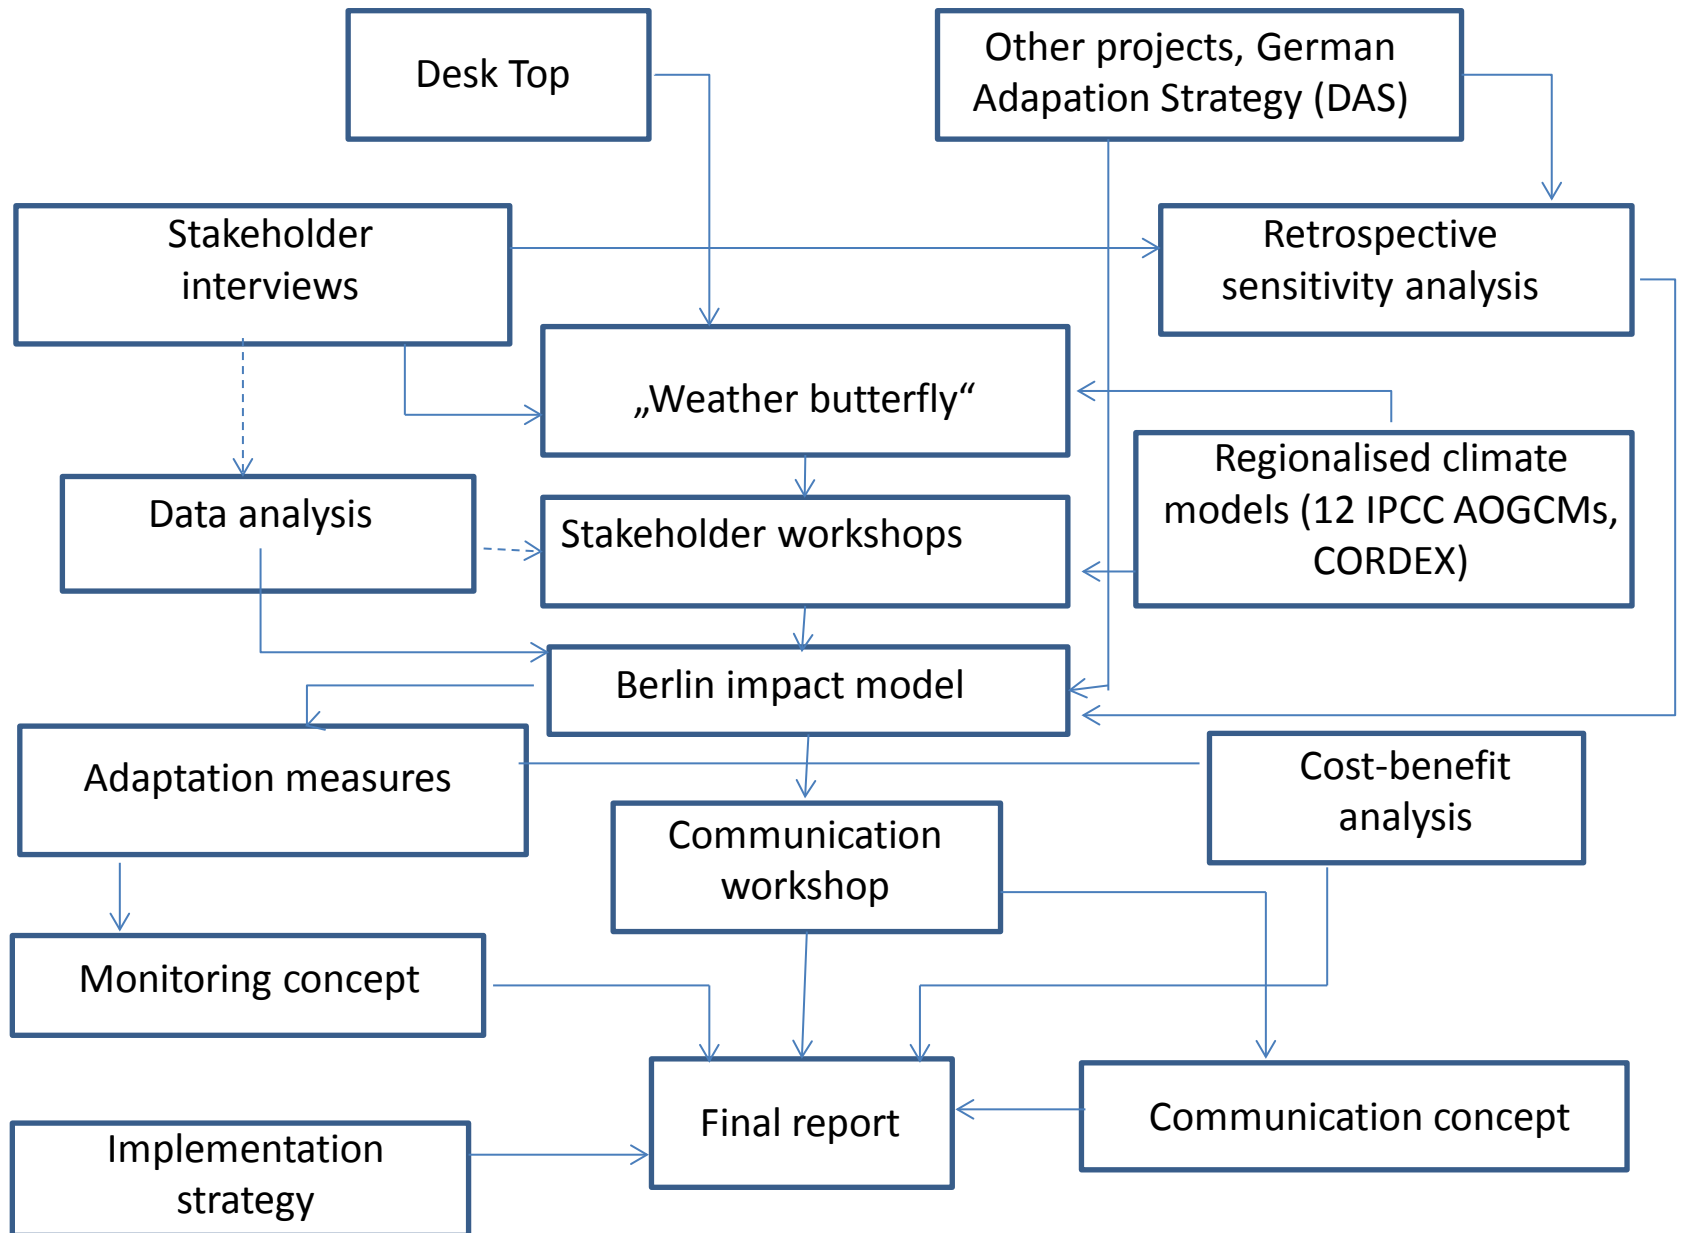 Desk Top
Other projects, German
Adapation Strategy (DAS)
Stakeholder
interviews
Retrospective
sensitivity analysis
„Weather butterfly“
Regionalised climate
models (12 IPCC AOGCMs,
CORDEX)
Data analysis
Stakeholder workshops
Berlin impact model
Adaptation measures
Cost-benefit
analysis
Communication
workshop
Monitoring concept
Final report
Communication concept
Implementation
strategy